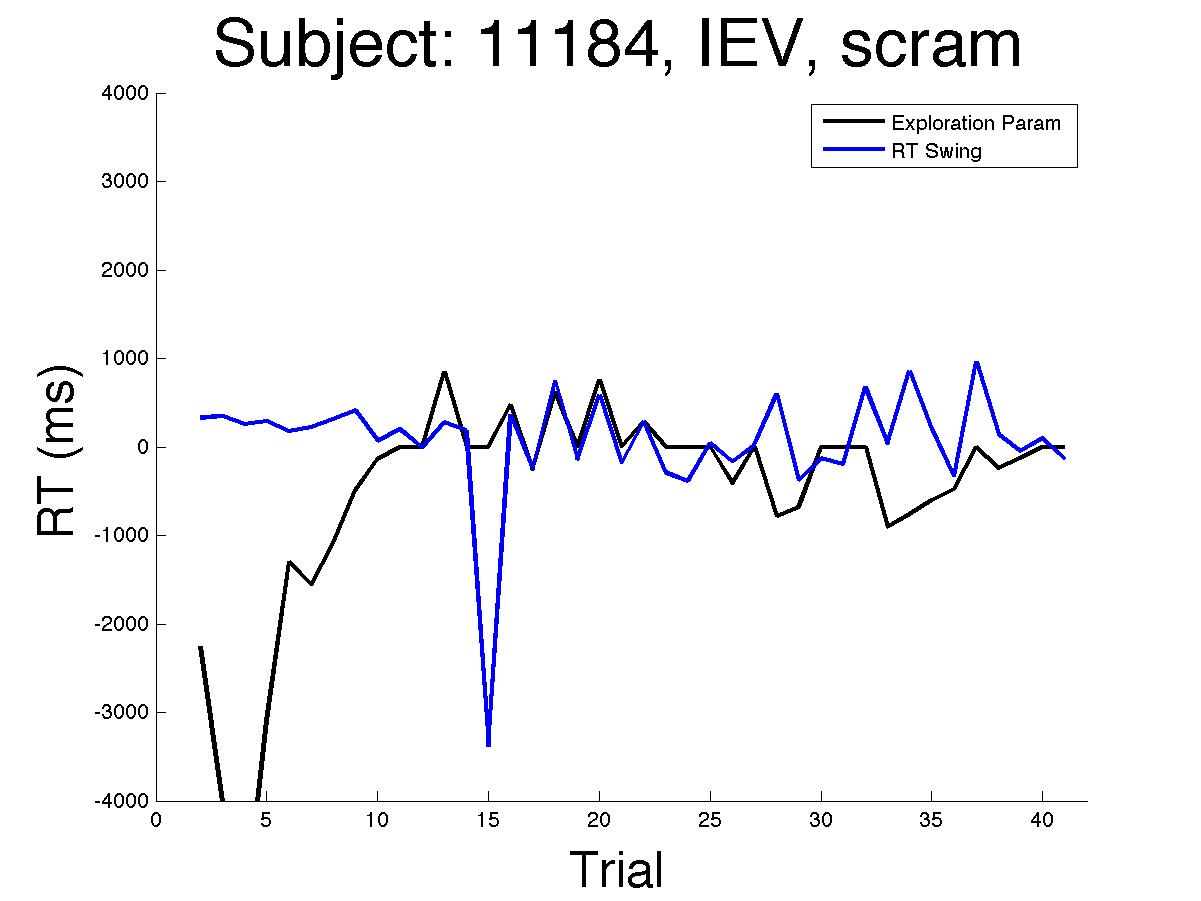 Subject: 11184, IEV, scram
Exploration Param
RT Swing
4000
3000
2000
1000
0
-1000
-2000
-3000
-4000
RT (ms)
0 5 10 15 20 25 30 35 40
Trial